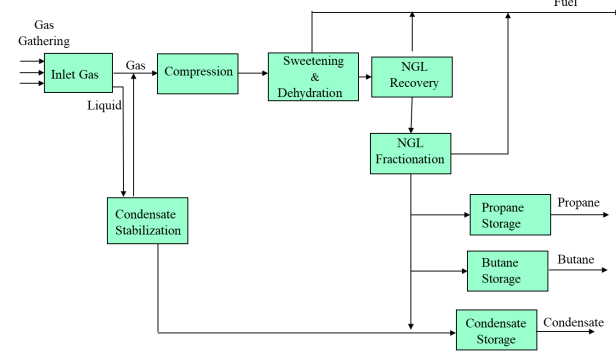 Fuel
Gas
Gathering
Inlet Gas
Gas
Liquid
Compression
Sweetening
&
Dehydration
NGL
Recovery
NGL
Fractionation
Condensate
Stabilization
Propane
Storage
Propane
Butane
Storage
Butane
Condensate
Storage
Condensate